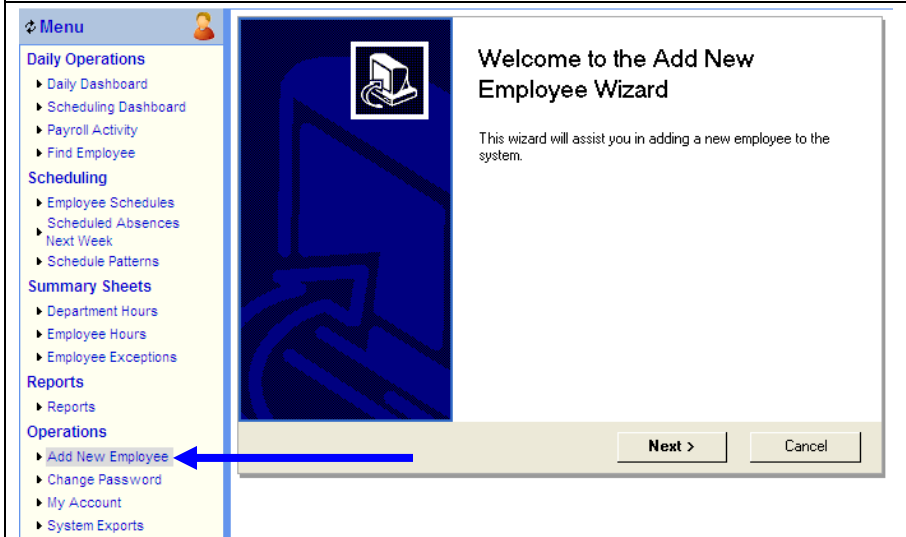 Menu
Daily Operations
Daily Dashboard
Scheduling Dashboard
Payroll Activity
Find Employee
Scheduling
Employee Schedules
Scheduled Absences
Next Week
Schedule Patterns
Summary Sheets
Department Hours
Employee Hours
Employee Exceptions
Reports
Reports
Operations
Add New Employee
Change Password
My Account
System Exports
Welcome to the Add New
Employee Wizard
This wizard will assist you in adding a new employee to the
system.
Next >
Cancel